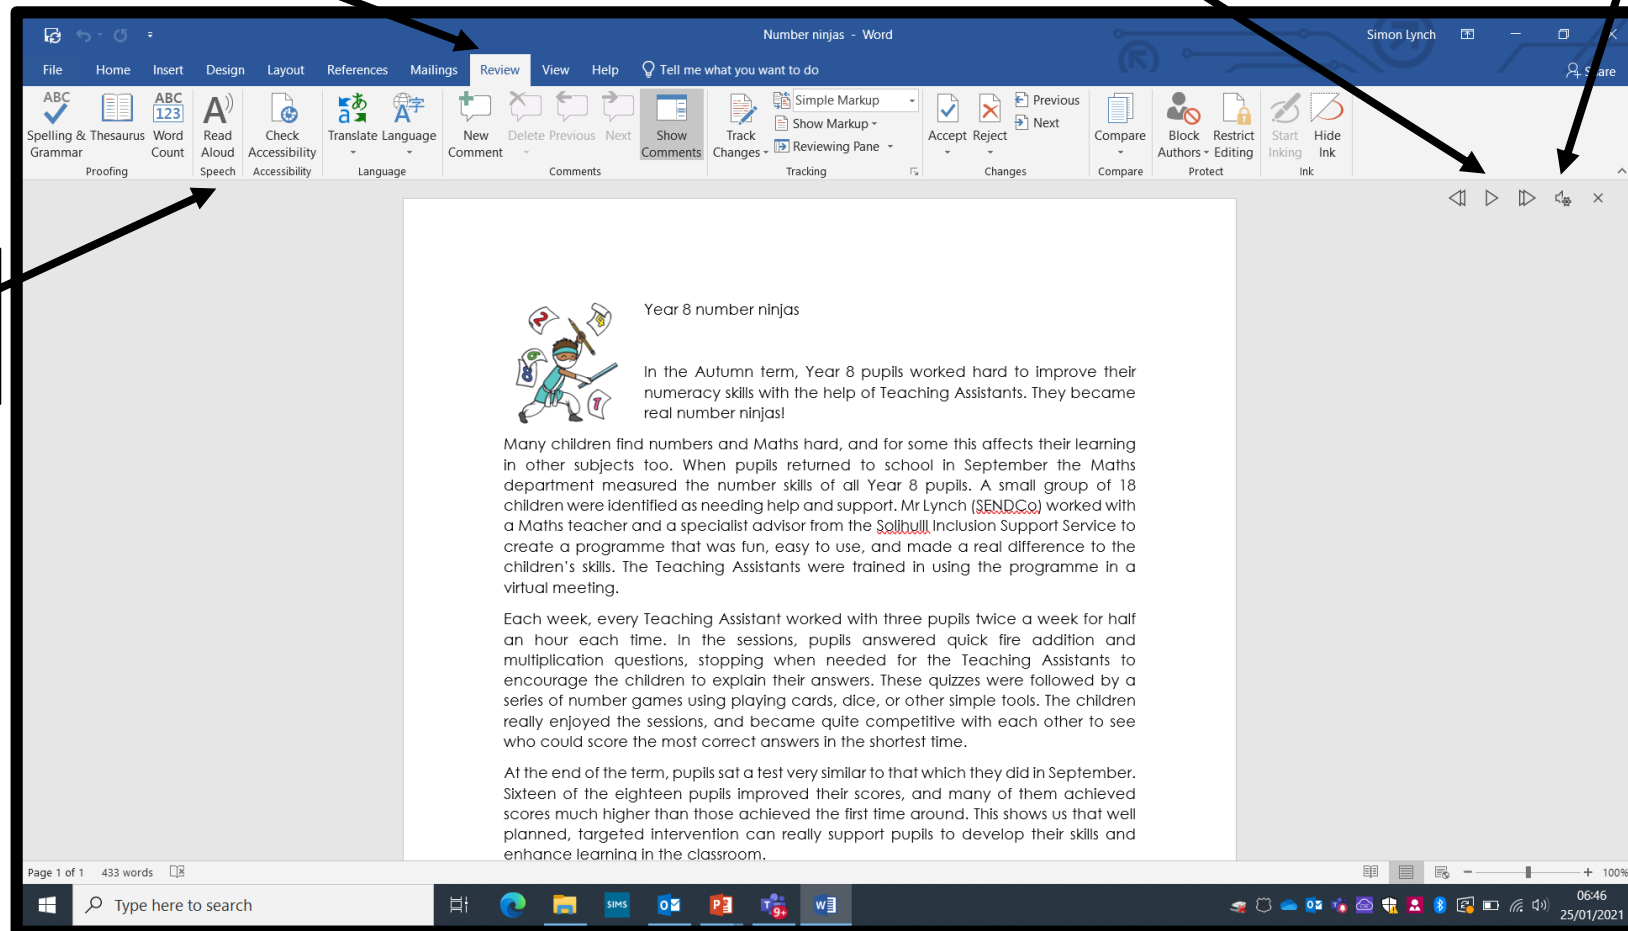 Number ninjas - Word
Simon Lynch
File Home Insert Design Layout References Mailings Review View Help Tell me what you want to do
ABC
Spelling & Grammar
Thesaurus
ABC
123
Word Count
Proofing
Read Aloud
Speech
Check Accessibility
Accessibility
Translate
Language
Language
New Comment
Delete
Previous
Next
Show Comments
Comments
Track Changes
Simple Markup
Show Markup
Reviewing Pane
Tracking
Accept
Reject
Previous
Next
Changes
Compare
Compare
Block Authors
Restrict Editing
Protect
Start Inking
Hide Ink
Ink
2
6
8
1
Year 8 number ninjas
In the Autumn term, Year 8 pupils worked hard to improve their
numeracy skills with the help of Teaching Assistants. They became
real number ninjas!
Many children find numbers and Maths hard, and for some this affects their learning
in other subjects too. When pupils returned to school in September the Maths
department measured the number skills of all Year 8 pupils. A small group of 18
children were identified as needing help and support. Mr Lynch (SENDCo) worked with
a Maths teacher and a specialist advisor from the Solihulll Inclusion Support Service to
create a programme that was fun, easy to use, and made a real difference to the
children's skills. The Teaching Assistants were trained in using the programme in a
virtual meeting.
Each week, every Teaching Assistant worked with three pupils twice a week for half
an hour each time. In the sessions, pupils answered quick fire addition and
multiplication questions, stopping when needed for the Teaching Assistants to
encourage the children to explain their answers. These quizzes were followed by a
series of number games using playing cards, dice, or other simple tools. The children
really enjoyed the sessions, and became quite competitive with each other to see
who could score the most correct answers in the shortest time.
At the end of the term, pupils sat a test very similar to that which they did in September.
Sixteen of the eighteen pupils improved their scores, and many of them achieved
scores much higher than those achieved the first time around. This shows us that well
planned, targeted intervention can really support pupils to develop their skills and
enhance learning in the classroom.
Page 1 of 1 433 words
100%
Type here to search
SIMS
9+
06:46
25/01/2021